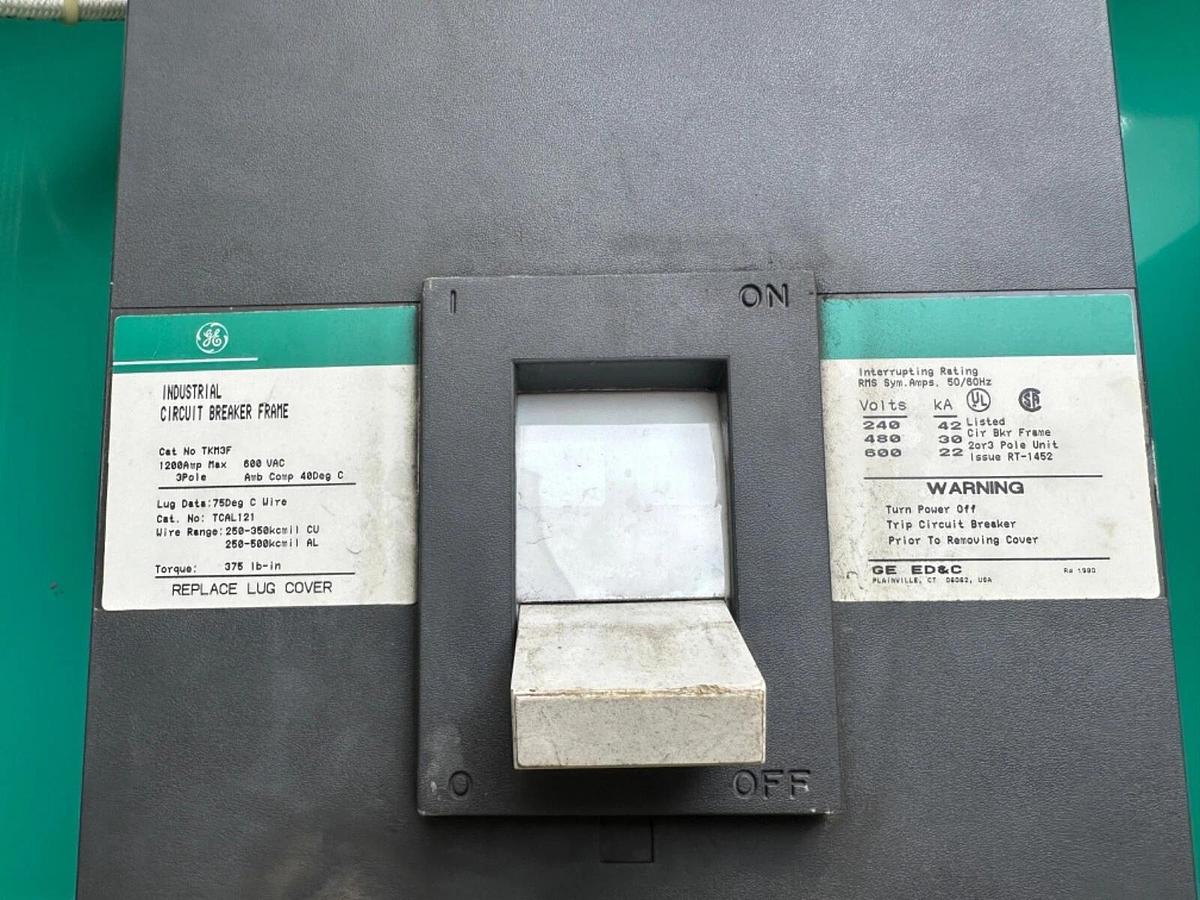 I
ON
GE
INDUSTRIAL
CIRCUIT BREAKER FRAME
Cat No TKM3F
1200Amp Max 600 VAC
3Pole Amb Comp 40Deg C
Lug Data:75Deg C Wire
Cat. No: TCAL121
Wire Range:250-350kcmil CU
250-500kcmil AL
Torque: 375 lb-in
REPLACE LUG COVER
Interrupting Rating
RMS Sym.Amps. 50/60Hz
Volts kA UL SA
240 42 Listed
480 30 Cir Bkr Frame
600 22 2or3 Pole Unit
Issue RT-1452
WARNING
Turn Power Off
Trip Circuit Breaker
Prior To Removing Cover
GE ED&C
PLAINVILLE, CT 06062, USA
O
OFF